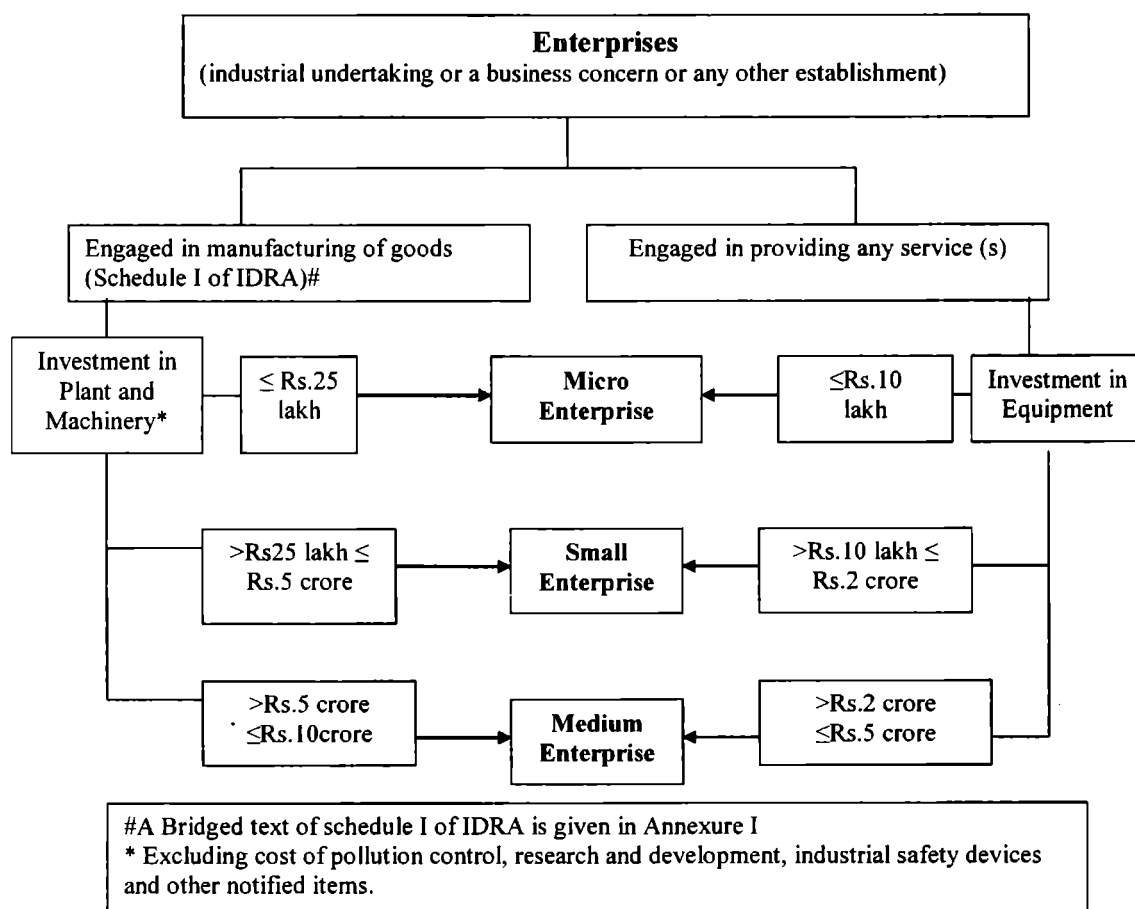 Enterprises
(industrial undertaking or a business concern or any other establishment)
Engaged in manufacturing of goods
(Schedule I of IDRA)#
Engaged in providing any service (s)
Investment in
Plant and
Machinery*
≤ Rs.25
lakh
Micro
Enterprise
≤Rs.10
lakh
Investment in
Equipment
>Rs25 lakh ≤
Rs.5 crore
Small
Enterprise
>Rs.10 lakh ≤
Rs.2 crore
>Rs.5 crore
≤Rs.10crore
Medium
Enterprise
>Rs.2 crore
≤Rs.5 crore
#A Bridged text of schedule I of IDRA is given in Annexure I
* Excluding cost of pollution control, research and development, industrial safety devices
and other notified items.